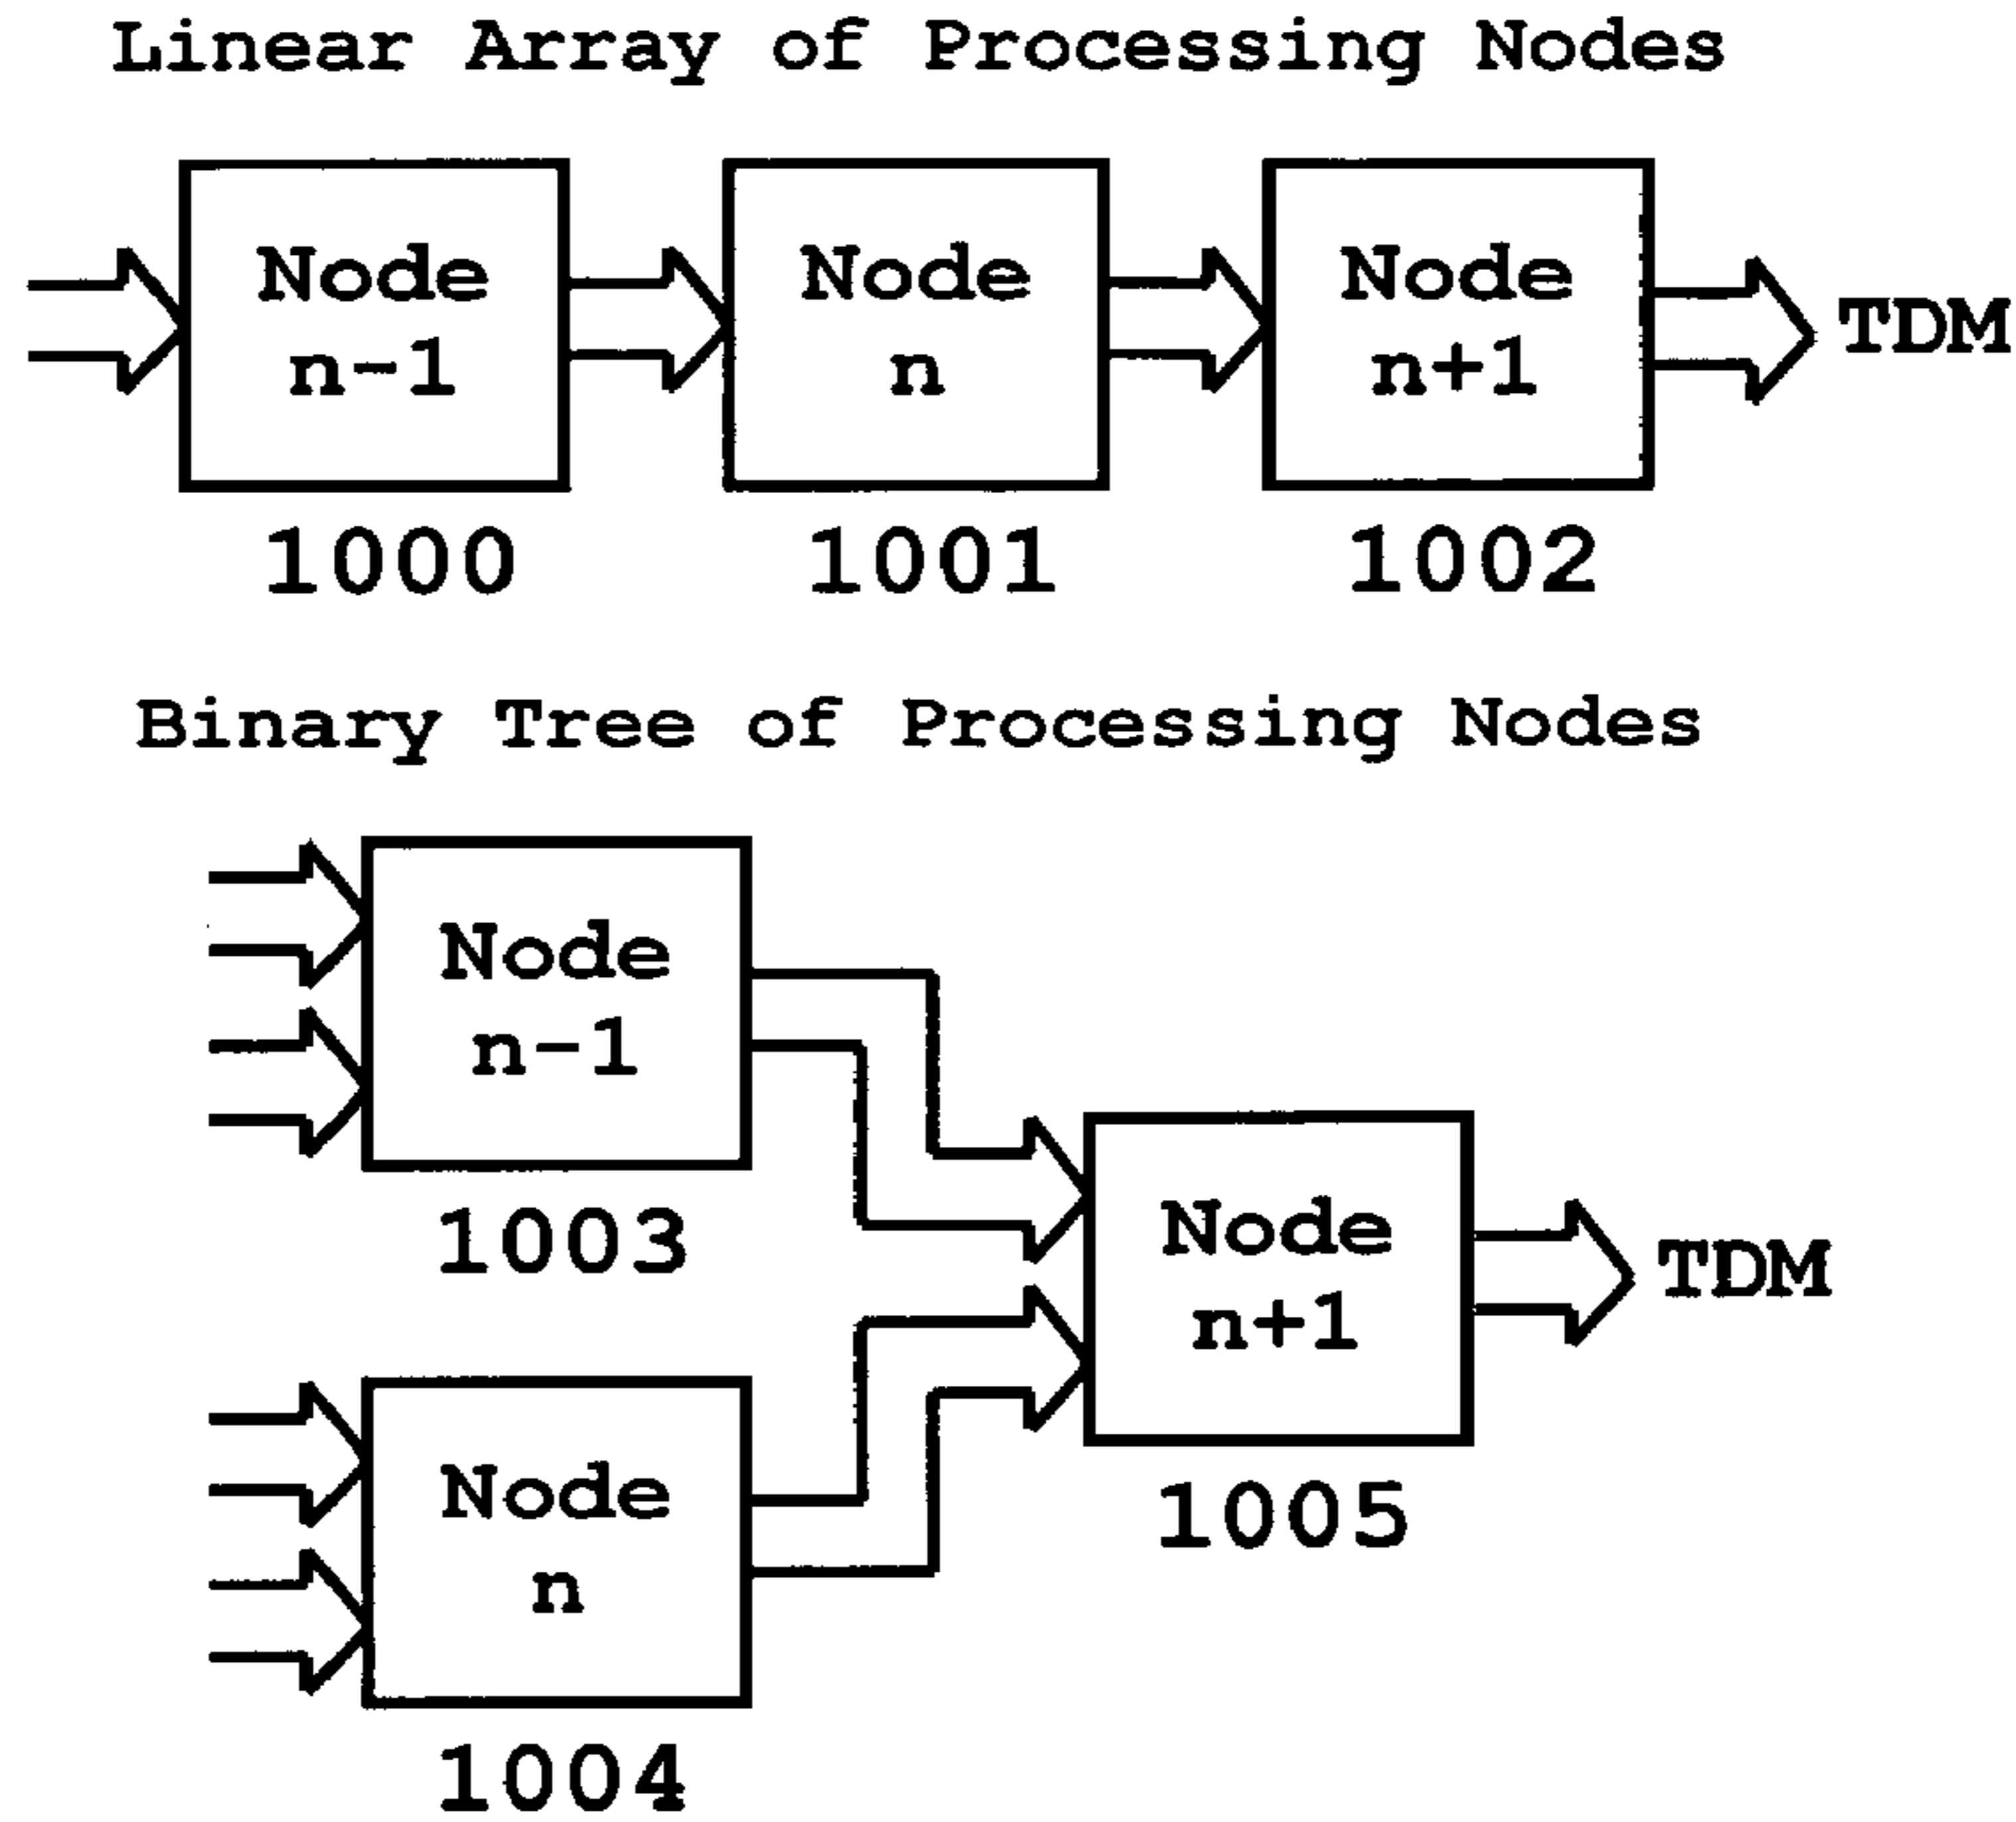 Linear Array of Processing Nodes
Node
n-1
Node
n
Node
n+1
TDM
1000
1001
1002
Binary Tree of Processing Nodes
Node
n-1
1003
Node
n+1
TDM
1005
Node
n
1004